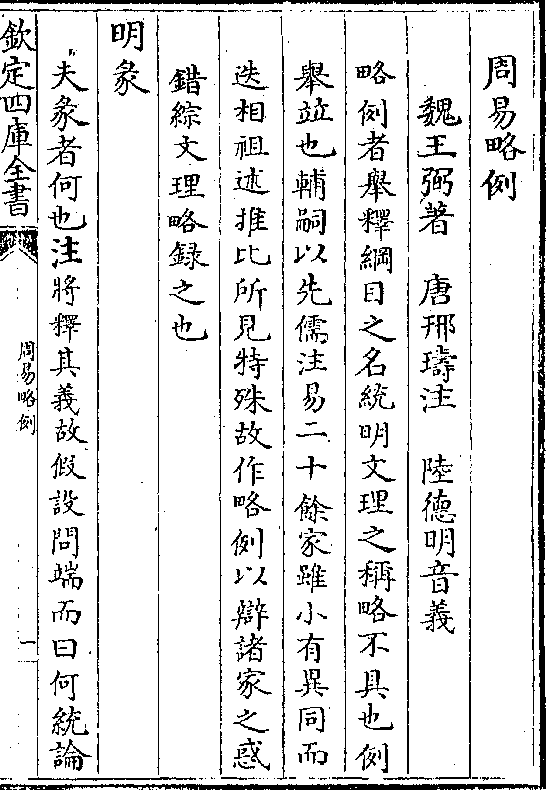 周易略例
魏王弼著　唐邢璹注　陸德明音義
略例者舉釋綱目之名統明文理之稱略不具也例
舉竝也輔嗣以先儒注易二十餘家雖小有異同而
迭相祖述推比所見特殊故作略例以辯諸家之惑
錯綜文理略録之也
明彖
夫彖者何也注將釋其義故假設問端而曰何統論
欽定四庫全書
周易略例
一